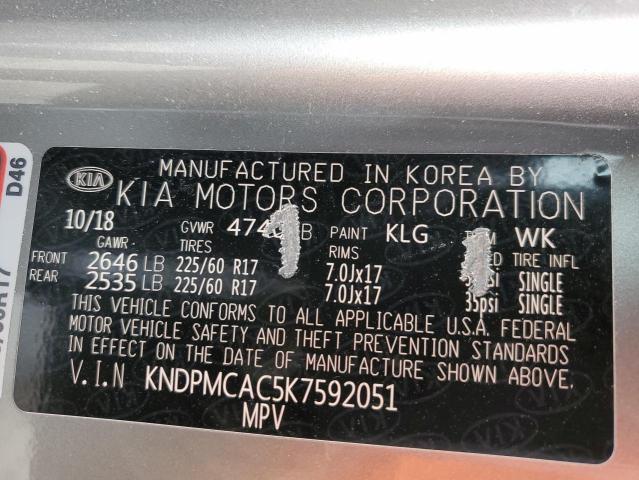 KIA
MANUFACTURED IN KOREA BY
KIA MOTORS CORPORATION
10/18 GVWR PAINT KLG WK
GAWR TIRES RIMS TIRE INFL
FRONT 2646 LB 225/60 R17 7.0Jx17 SINGLE
REAR 2535 LB 225/60 R17 7.0Jx17 35psi SINGLE
THIS VEHICLE CONFORMS TO ALL APPLICABLE U.S.A. FEDERAL
MOTOR VEHICLE SAFETY AND THEFT PREVENTION STANDARDS
IN EFFECT ON THE DATE OF MANUFACTURE SHOWN ABOVE.
V.I.N KNDPMCAC5K7592051
MPV
D46